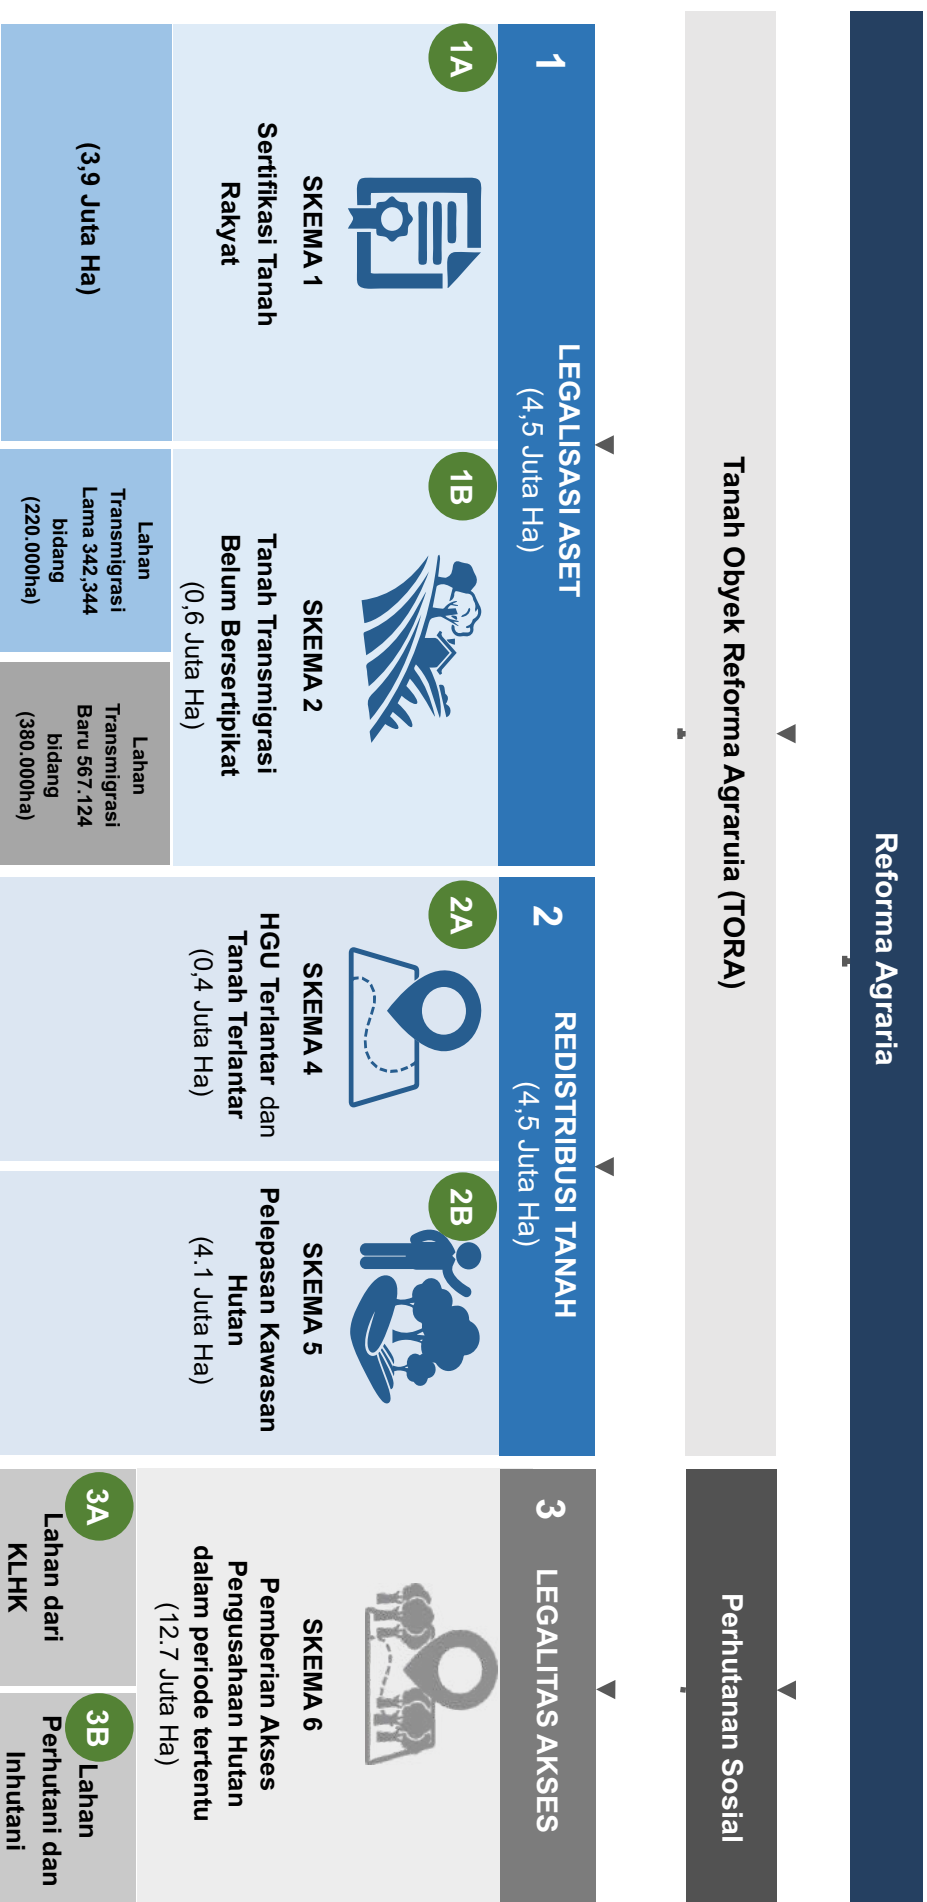 Reforma Agraria
Tanah Obyek Reforma Agraruia (TORA)
Perhutanan Sosial
1
LEGALISASI ASET
(4,5 Juta Ha)
2
REDISTRIBUSI TANAH
(4,5 Juta Ha)
3
LEGALITAS AKSES
1A
SKEMA 1
Sertifikasi Tanah
Rakyat
(3,9 Juta Ha)
1B
SKEMA 2
Tanah Transmigrasi
Belum Bersertipikat
(0,6 Juta Ha)
Lahan
Transmigrasi
Lama 342,344
bidang
(220.000ha)
Lahan
Transmigrasi
Baru 567.124
bidang
(380.000ha)
2A
SKEMA 4
HGU Terlantar dan
Tanah Terlantar
(0,4 Juta Ha)
2B
SKEMA 5
Pelepasan Kawasan
Hutan
(4.1 Juta Ha)
SKEMA 6
Pemberian Akses
Pengusahaan Hutan
dalam periode tertentu
(12.7 Juta Ha)
3A
Lahan dari
KLHK
3B
Lahan
Perhutani dan
Inhutani